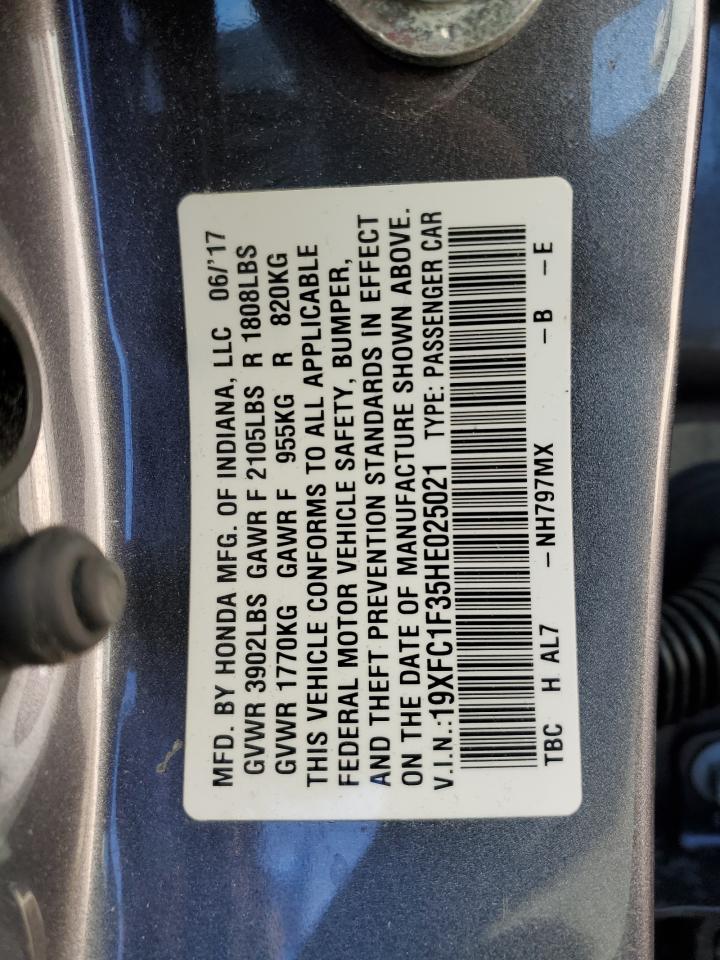 MFD. BY HONDA MFG. OF INDIANA, LLC 06/'17
GVWR 3902LBS GAWR F 2105LBS R 1808LBS
GVWR 1770KG GAWR F 955KG R 820KG
THIS VEHICLE CONFORMS TO ALL APPLICABLE
FEDERAL MOTOR VEHICLE SAFETY, BUMPER,
AND THEFT PREVENTION STANDARDS IN EFFECT
ON THE DATE OF MANUFACTURE SHOWN ABOVE.
V.I.N.:19XFC1F35HE025021 TYPE: PASSENGER CAR
TBC H AL7 -NH797MX -B -E